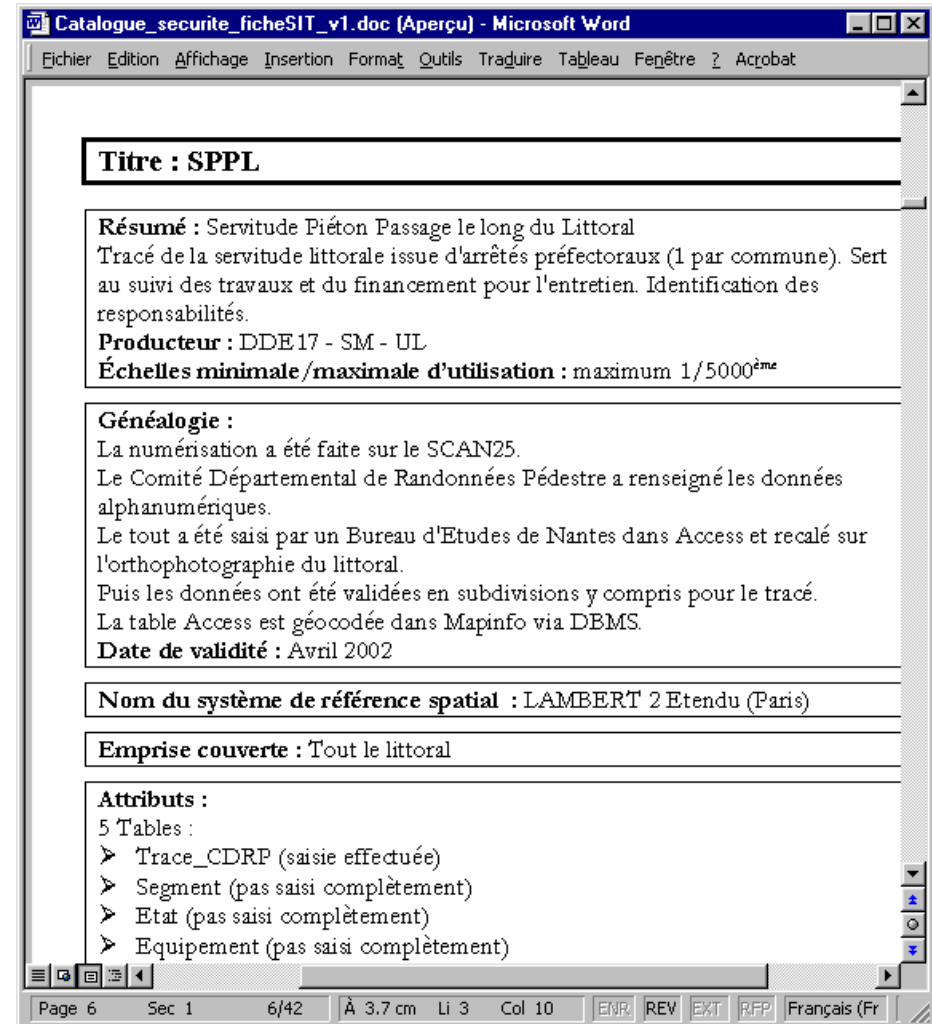 Catalogue_securite_ficheSIT_v1.doc (Aperçu) - Microsoft Word
Fichier Edition Affichage Insertion Format Outils Traduire Tableau Fenêtre ? Acrobat
Titre : SPPL
Résumé : Servitude Piéton Passage le long du Littoral
Tracé de la servitude littorale issue d'arrêtés préfectoraux (1 par commune). Sert
au suivi des travaux et du financement pour l'entretien. Identification des
responsabilités.
Producteur : DDE17 - SM - UL
Échelles minimale/maximale d'utilisation : maximum 1/5000ème
Généalogie :
La numérisation a été faite sur le SCAN25.
Le Comité Départemental de Randonnées Pédestre a renseigné les données
alphanumériques.
Le tout a été saisi par un Bureau d'Etudes de Nantes dans Access et recalé sur
l'orthophotographie du littoral.
Puis les données ont été validées en subdivisions y compris pour le tracé.
La table Access est géocodée dans Mapinfo via DBMS.
Date de validité : Avril 2002
Nom du système de référence spatial : LAMBERT 2 Etendu (Paris)
Emprise couverte : Tout le littoral
Attributs :
5 Tables :
➢ Trace_CDRP (saisie effectuée)
➢ Segment (pas saisi complètement)
➢ Etat (pas saisi complètement)
➢ Equipement (pas saisi complètement)
Page 6 Sec 1 6/42 À 3.7 cm Li 3 Col 10 ENR REV EXT RFP Français (Fr